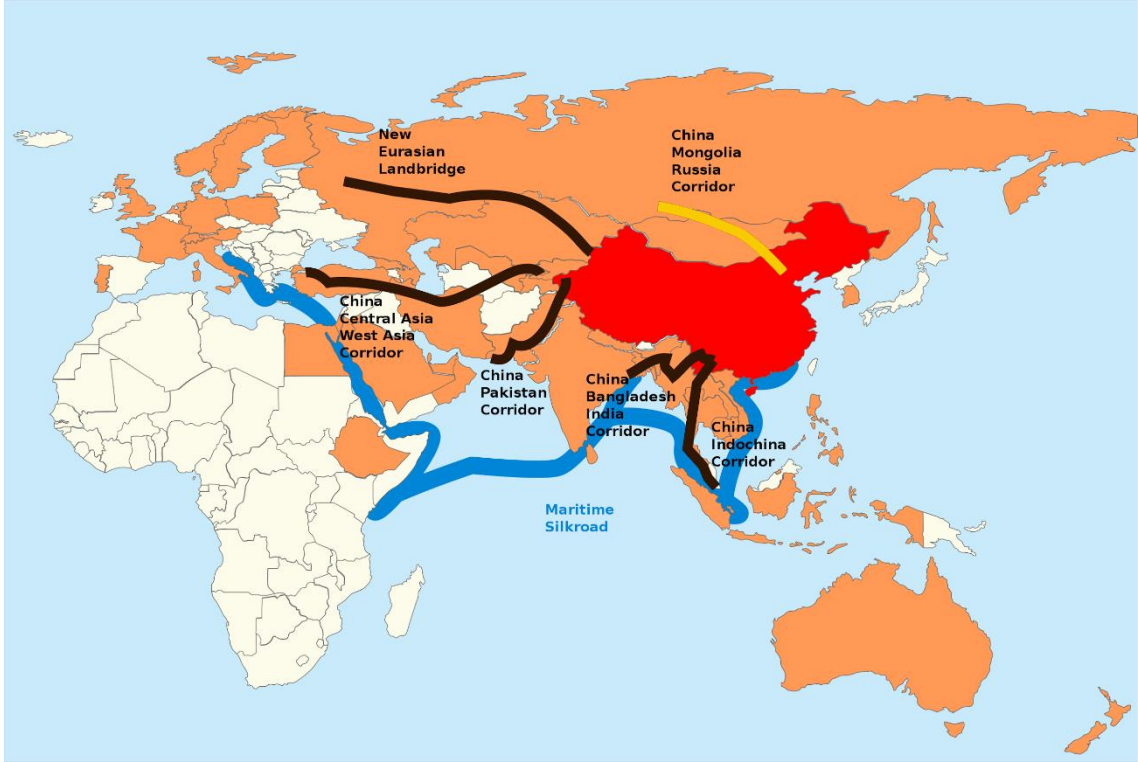 New
Eurasian
Landbridge
China
Mongolia
Russia
Corridor
China
Central Asia
West Asia
Corridor
China
Pakistan
Corridor
China
Bangladesh
India
Corridor
China
Indochina
Corridor
Maritime
Silkroad